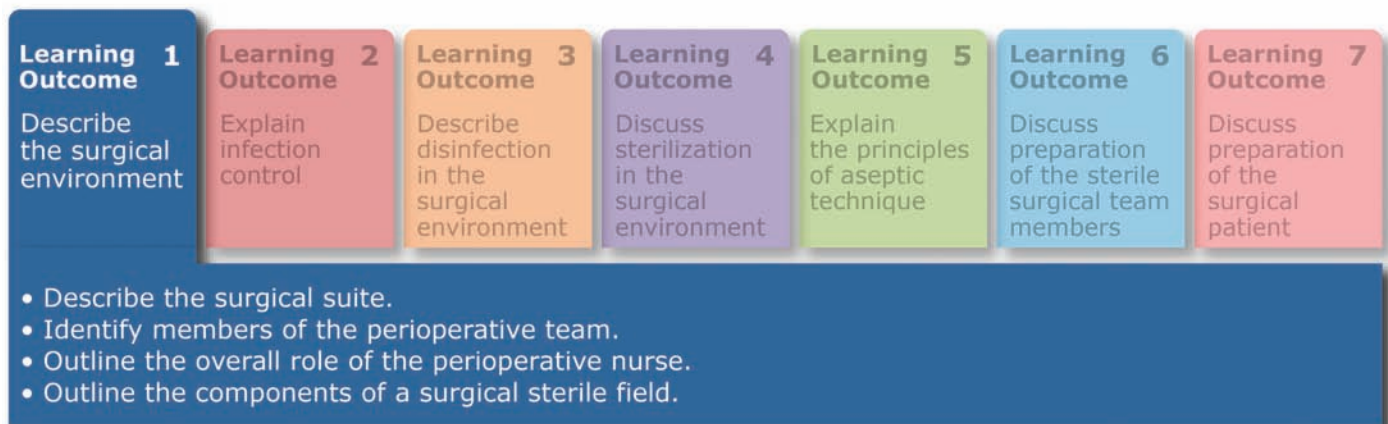 Learning Outcome 1
Describe
the surgical
environment
Learning Outcome 2
Explain
infection
control
Learning Outcome 3
Describe
disinfection
in the
surgical
environment
Learning Outcome 4
Discuss
sterilization
in the
surgical
environment
Learning Outcome 5
Explain
the principles
of aseptic
technique
Learning Outcome 6
Discuss
preparation
of the sterile
surgical team
members
Learning Outcome 7
Discuss
preparation
of the
surgical
patient
• Describe the surgical suite.
• Identify members of the perioperative team.
• Outline the overall role of the perioperative nurse.
• Outline the components of a surgical sterile field.